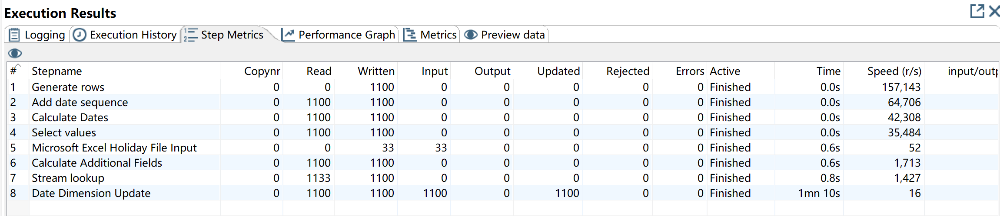 Execution Results
Logging Execution History Step Metrics Performance Graph Metrics Preview data
# Stepname Copynr Read Written Input Output Updated Rejected Errors Active Time Speed (r/s) input/outp
1 Generate rows 0 0 1100 0 0 0 0 0 Finished 0.0s 157,143
2 Add date sequence 0 1100 1100 0 0 0 0 0 Finished 0.0s 64,706
3 Calculate Dates 0 1100 1100 0 0 0 0 0 Finished 0.0s 42,308
4 Select values 0 1100 1100 0 0 0 0 0 Finished 0.0s 35,484
5 Microsoft Excel Holiday File Input 0 0 33 33 0 0 0 0 Finished 0.6s 52
6 Calculate Additional Fields 0 1100 1100 0 0 0 0 0 Finished 0.6s 1,713
7 Stream lookup 0 1133 1100 0 0 0 0 0 Finished 0.8s 1,427
8 Date Dimension Update 0 1100 1100 1100 0 1100 0 0 Finished 1mn 10s 16